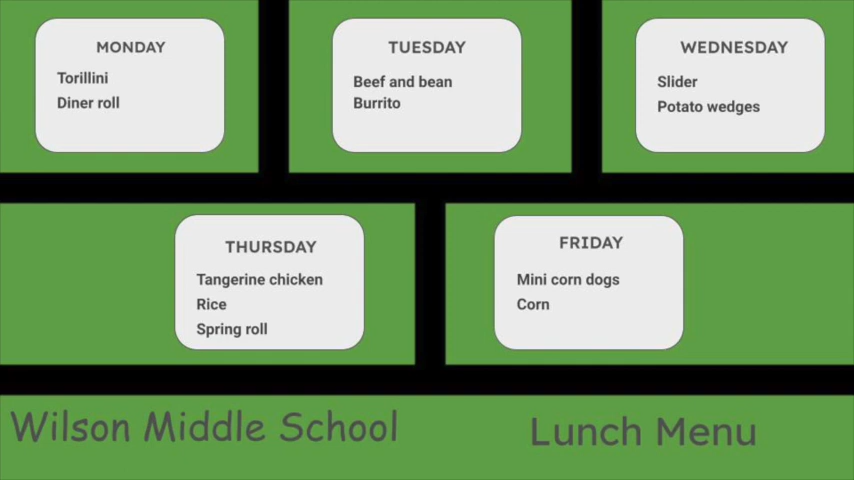 MONDAY
Torillini
Diner roll
TUESDAY
Beef and bean
Burrito
WEDNESDAY
Slider
Potato wedges
THURSDAY
Tangerine chicken
Rice
Spring roll
FRIDAY
Mini corn dogs
Corn
Wilson Middle School
Lunch Menu